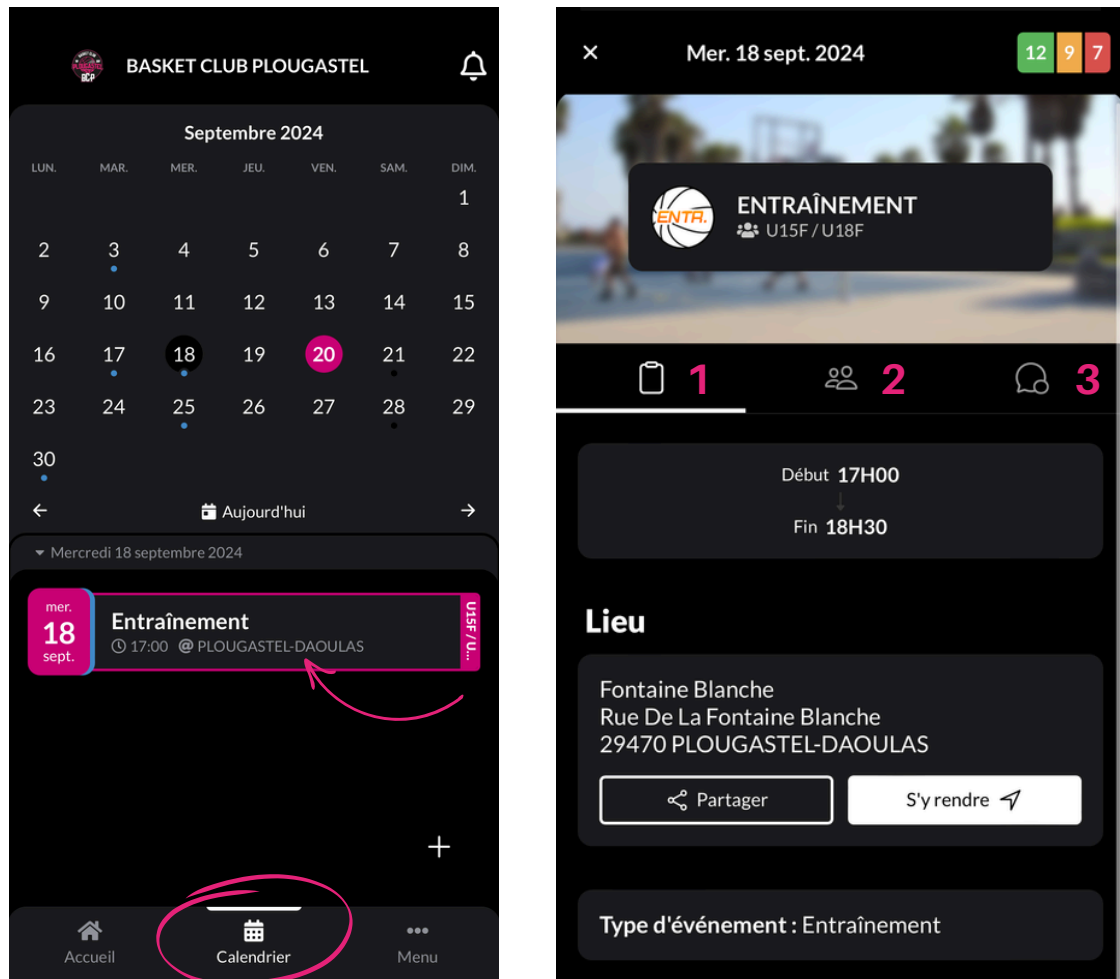 BASKET CLUB PLOUGASTEL
Septembre 2024
LUN. MAR. MER. JEU. VEN. SAM. DIM.
1
2 3 4 5 6 7 8
9 10 11 12 13 14 15
16 17 18 19 20 21 22
23 24 25 26 27 28 29
30
Aujourd'hui
Mercredi 18 septembre 2024
mer.
18
sept.
Entraînement
17:00 @ PLOUGASTEL-DAOULAS
U15F / U...
Accueil
Calendrier
Menu
Mer. 18 sept. 2024
12 9 7
ENTR.
ENTRAÎNEMENT
U15F / U18F
1 2 3
Début 17H00
Fin 18H30
Lieu
Fontaine Blanche
Rue De La Fontaine Blanche
29470 PLOUGASTEL-DAOULAS
Partager
S'y rendre
Type d'événement : Entraînement